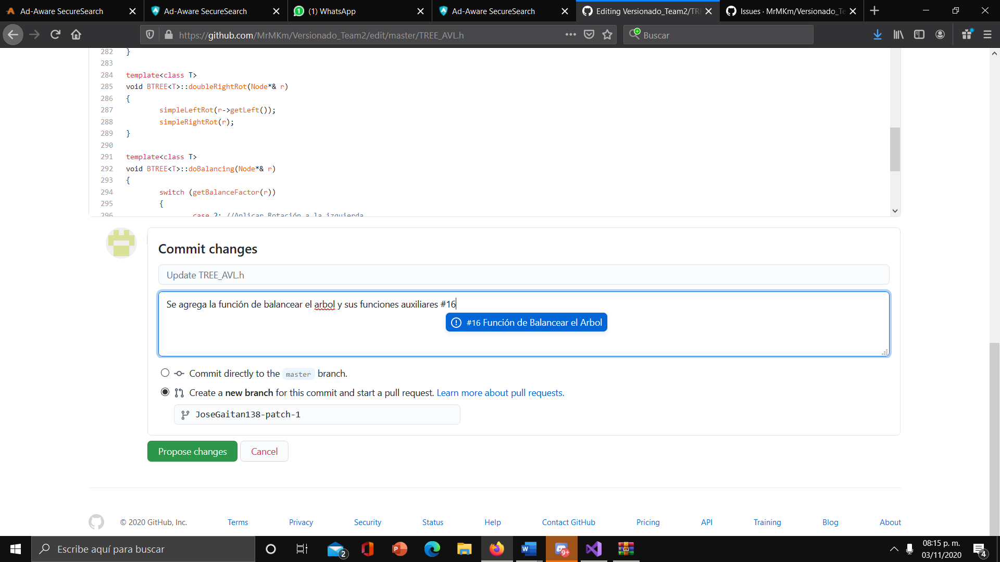 Ad-Aware SecureSearch
Ad-Aware SecureSearch
(1) WhatsApp
Ad-Aware SecureSearch
Editing Versionado_Team2/TRE
Issues · MrMKm/Versionado_Te
https://github.com/MrMKm/Versionado_Team2/edit/master/TREE_AVL.h
Buscar
282 }
283
284 template<class T>
285 void BTREE<T>::doubleRightRot(Node*& r)
286 {
287 simpleLeftRot(r->getLeft());
288 simpleRightRot(r);
289 }
290
291 template<class T>
292 void BTREE<T>::doBalancing(Node*& r)
293 {
294 switch (getBalanceFactor(r))
295 {
296 case 2: //Aplicar Rotación a la izquierda
Commit changes
Update TREE_AVL.h
Se agrega la función de balancear el arbol y sus funciones auxiliares #16
#16 Función de Balancear el Arbol
Commit directly to the master branch.
Create a new branch for this commit and start a pull request. Learn more about pull requests.
JoseGaitan138-patch-1
Propose changes
Cancel
© 2020 GitHub, Inc.
Terms
Privacy
Security
Status
Help
Contact GitHub
Pricing
API
Training
Blog
About
Escribe aquí para buscar
2
9+
08:15 p. m.
03/11/2020
4